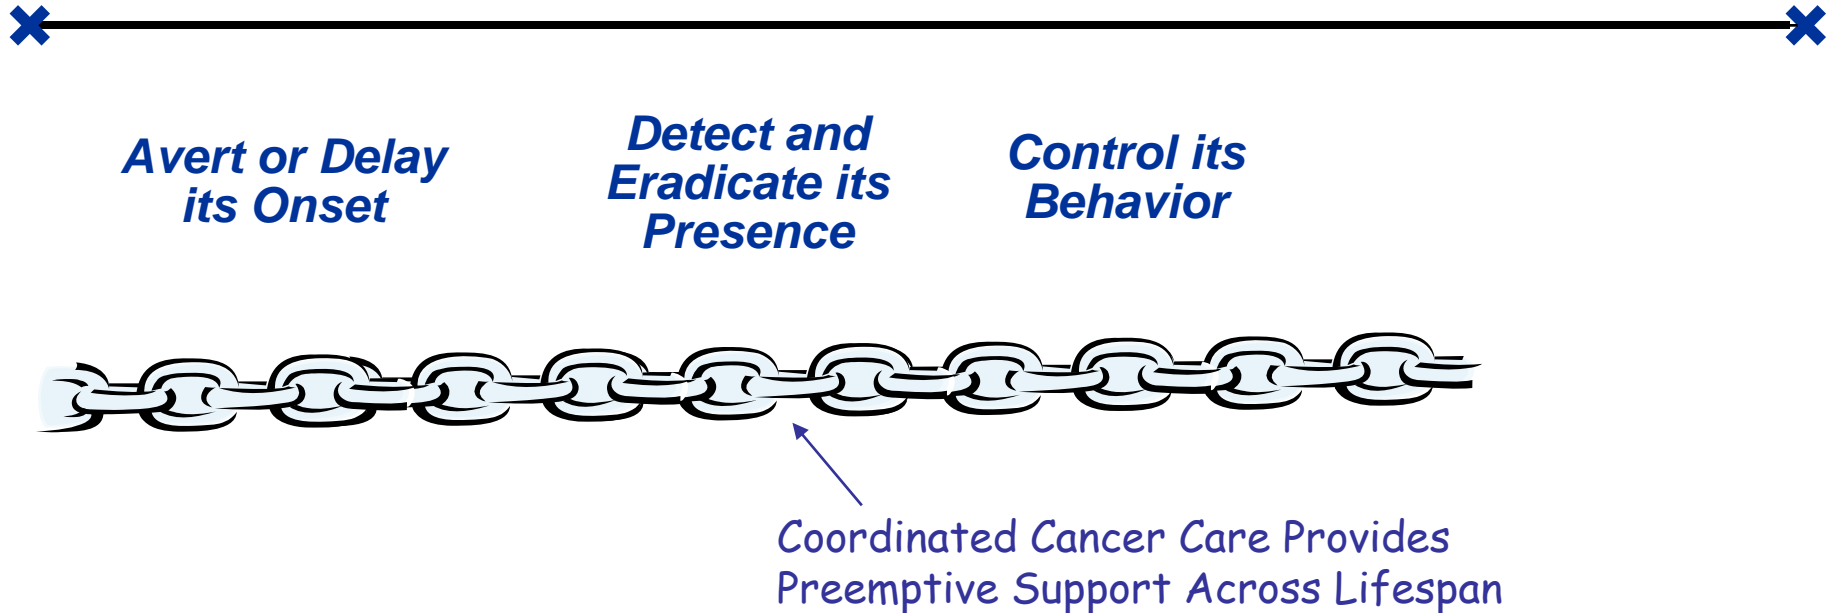 Avert or Delay
its Onset
Detect and
Eradicate its
Presence
Control its
Behavior
Coordinated Cancer Care Provides
Preemptive Support Across Lifespan